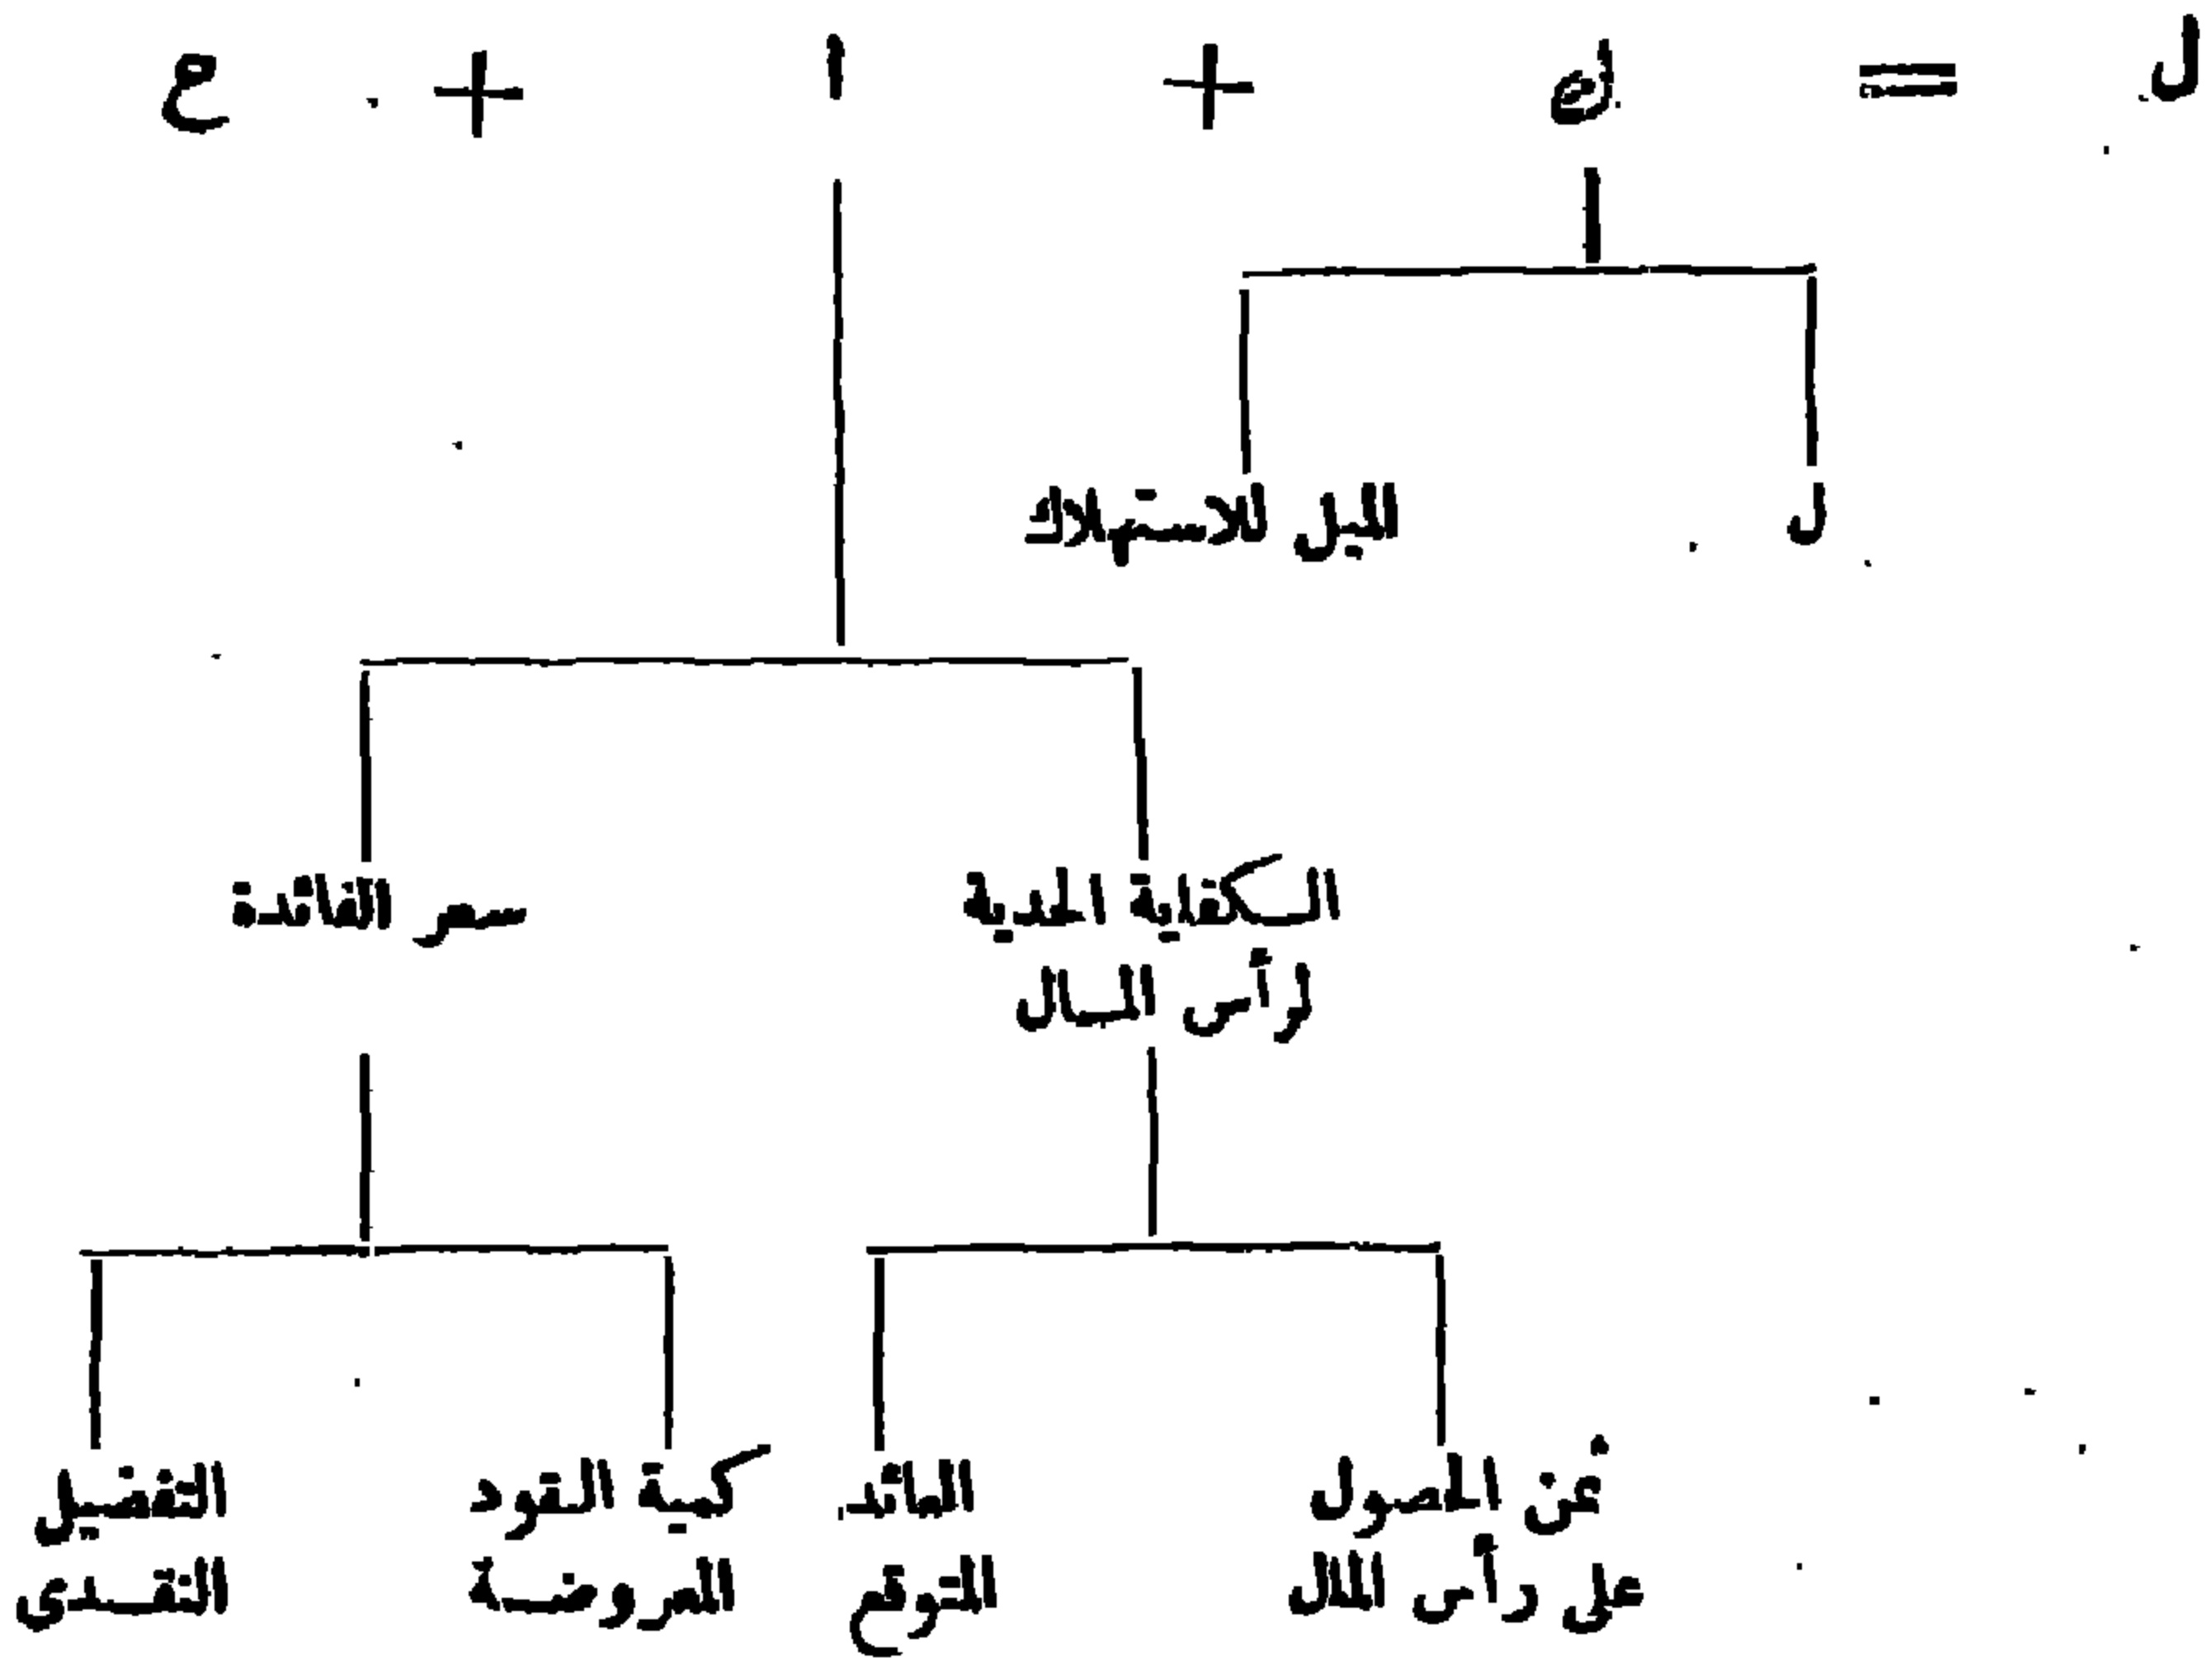 ل = ك + ا + ع
ل
الميل للاستهلاك
الكفاية الحدية
لرأس المال
سعر الفائدة
ثمن الحصول
على رأس المال
العائد
المتوقع
كمية النقود
المعروضة
التفضيل
النقدى